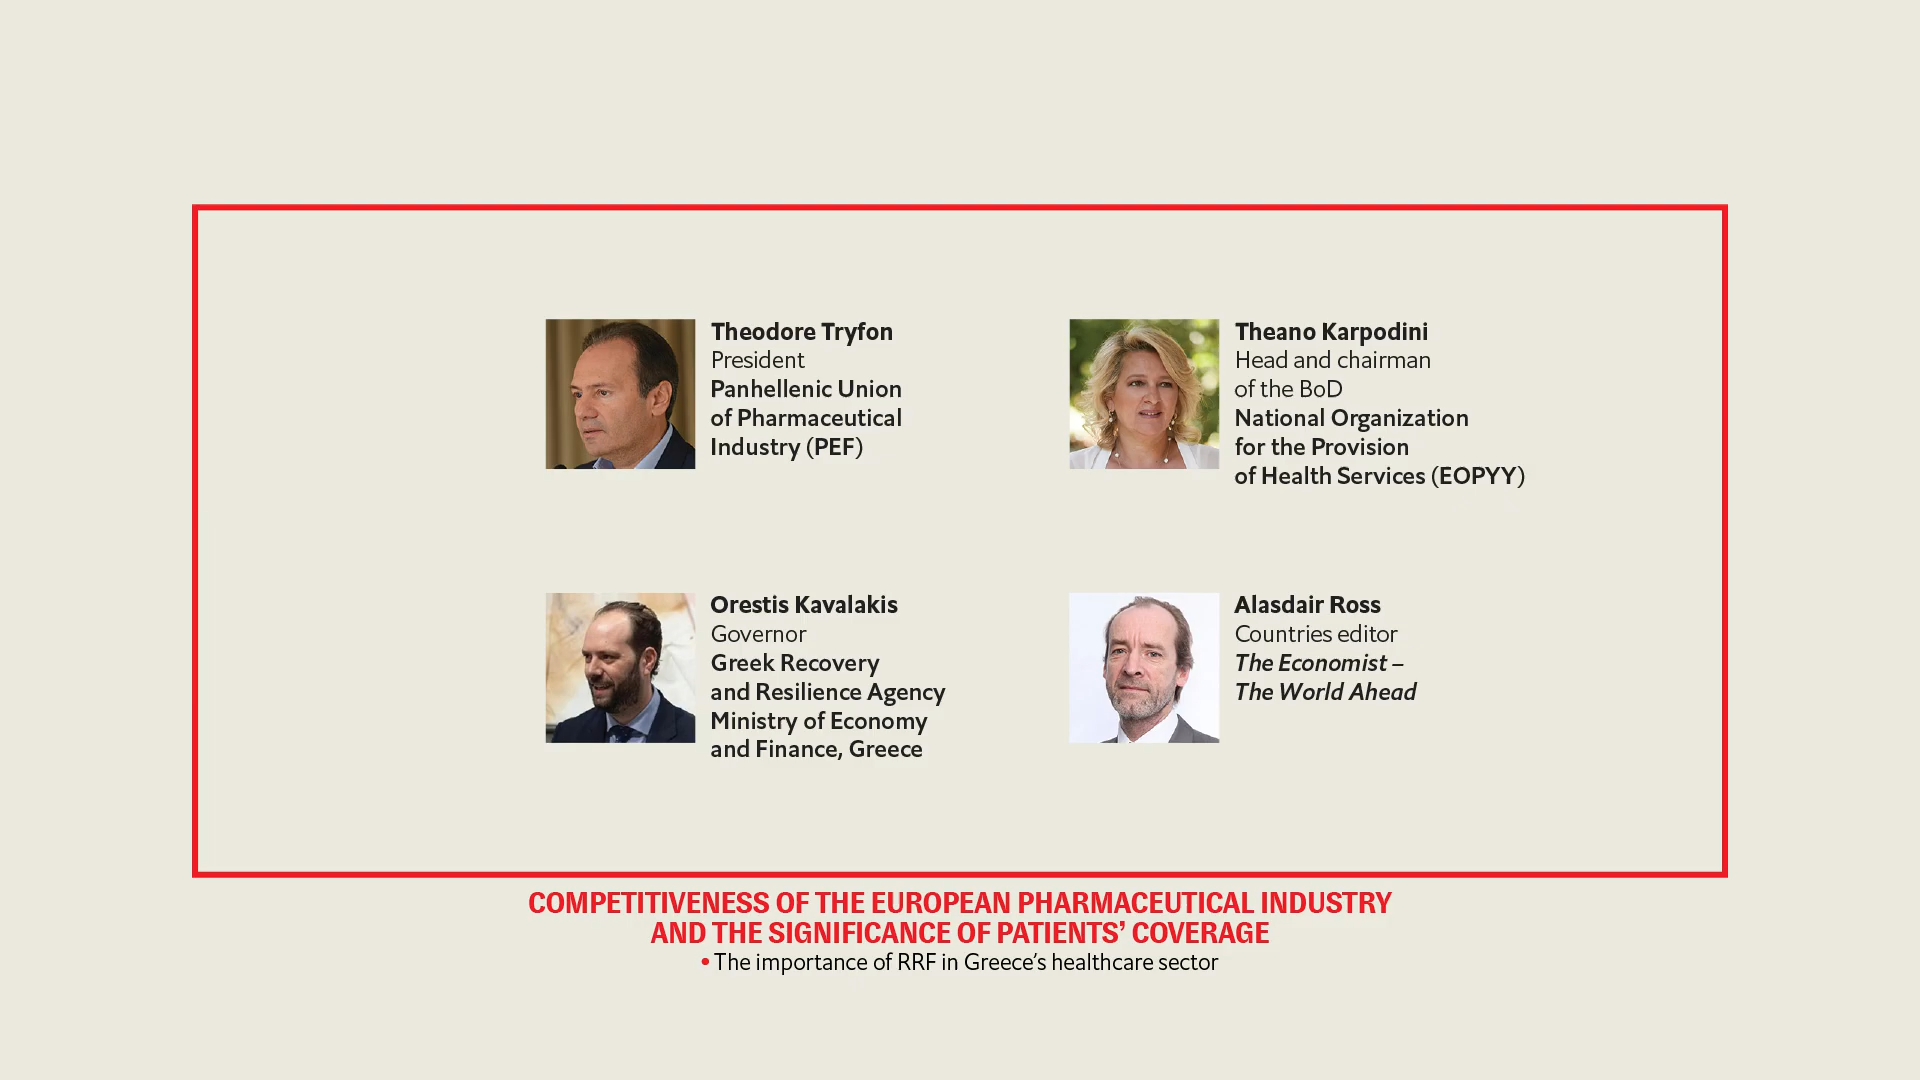 Theodore Tryfon
President
Panhellenic Union
of Pharmaceutical
Industry (PEF)
Theano Karpodini
Head and chairman
of the BoD
National Organization
for the Provision
of Health Services (EOPYY)
Orestis Kavalakis
Governor
Greek Recovery
and Resilience Agency
Ministry of Economy
and Finance, Greece
Alasdair Ross
Countries editor
The Economist –
The World Ahead
COMPETITIVENESS OF THE EUROPEAN PHARMACEUTICAL INDUSTRY
AND THE SIGNIFICANCE OF PATIENTS’ COVERAGE
• The importance of RRF in Greece’s healthcare sector